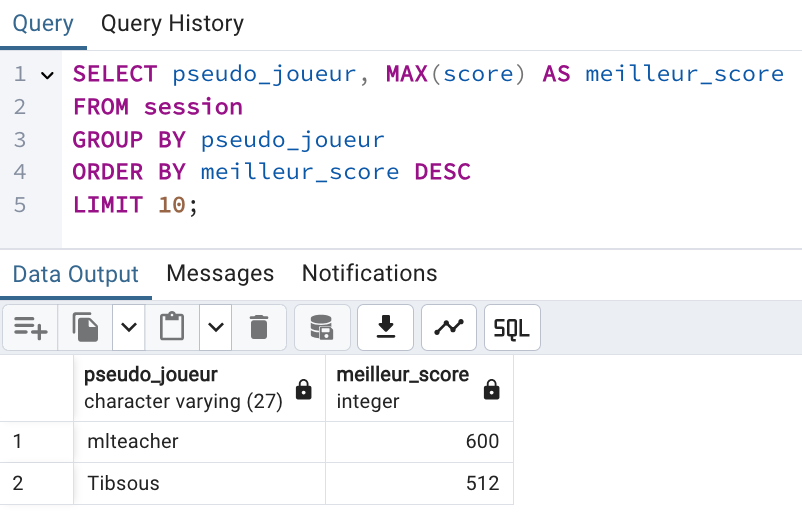 Query Query History
1 SELECT pseudo_joueur, MAX(score) AS meilleur_score
2 FROM session
3 GROUP BY pseudo_joueur
4 ORDER BY meilleur_score DESC
5 LIMIT 10;
Data Output Messages Notifications
SQL
pseudo_joueur meilleur_score
character varying (27) integer
1 mlteacher 600
2 Tibsous 512